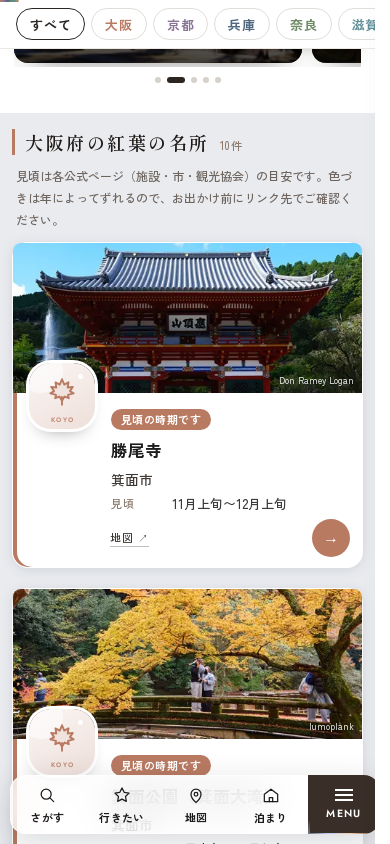 すべて
大阪
京都
兵庫
奈良
滋賀
大阪府の紅葉の名所 10件
見頃は各公式ページ（施設・市・観光協会）の目安です。色づ
きは年によってずれるので、お出かけ前にリンク先でご確認く
ださい。
Don Ramey Logan
KOYO
見頃の時期です
勝尾寺
箕面市
見頃 11月上旬〜12月上旬
地図 ↗
→
Jumoplank
KOYO
見頃の時期です
箕面市
さがす
行きたい
地図
泊まり
MENU